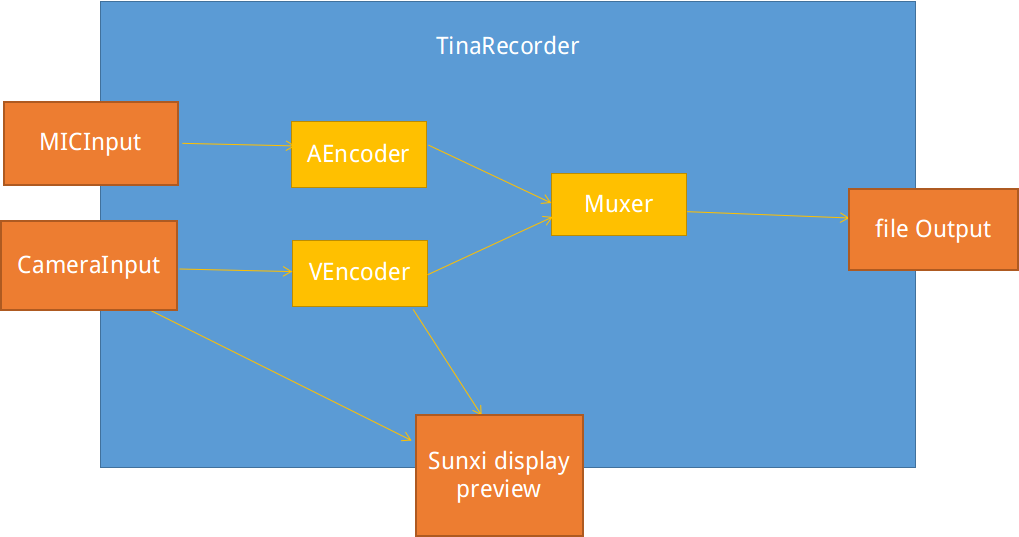 TinaRecorder
MICInput
AEncoder
Muxer
file Output
CameraInput
VEncoder
Sunxi display
preview